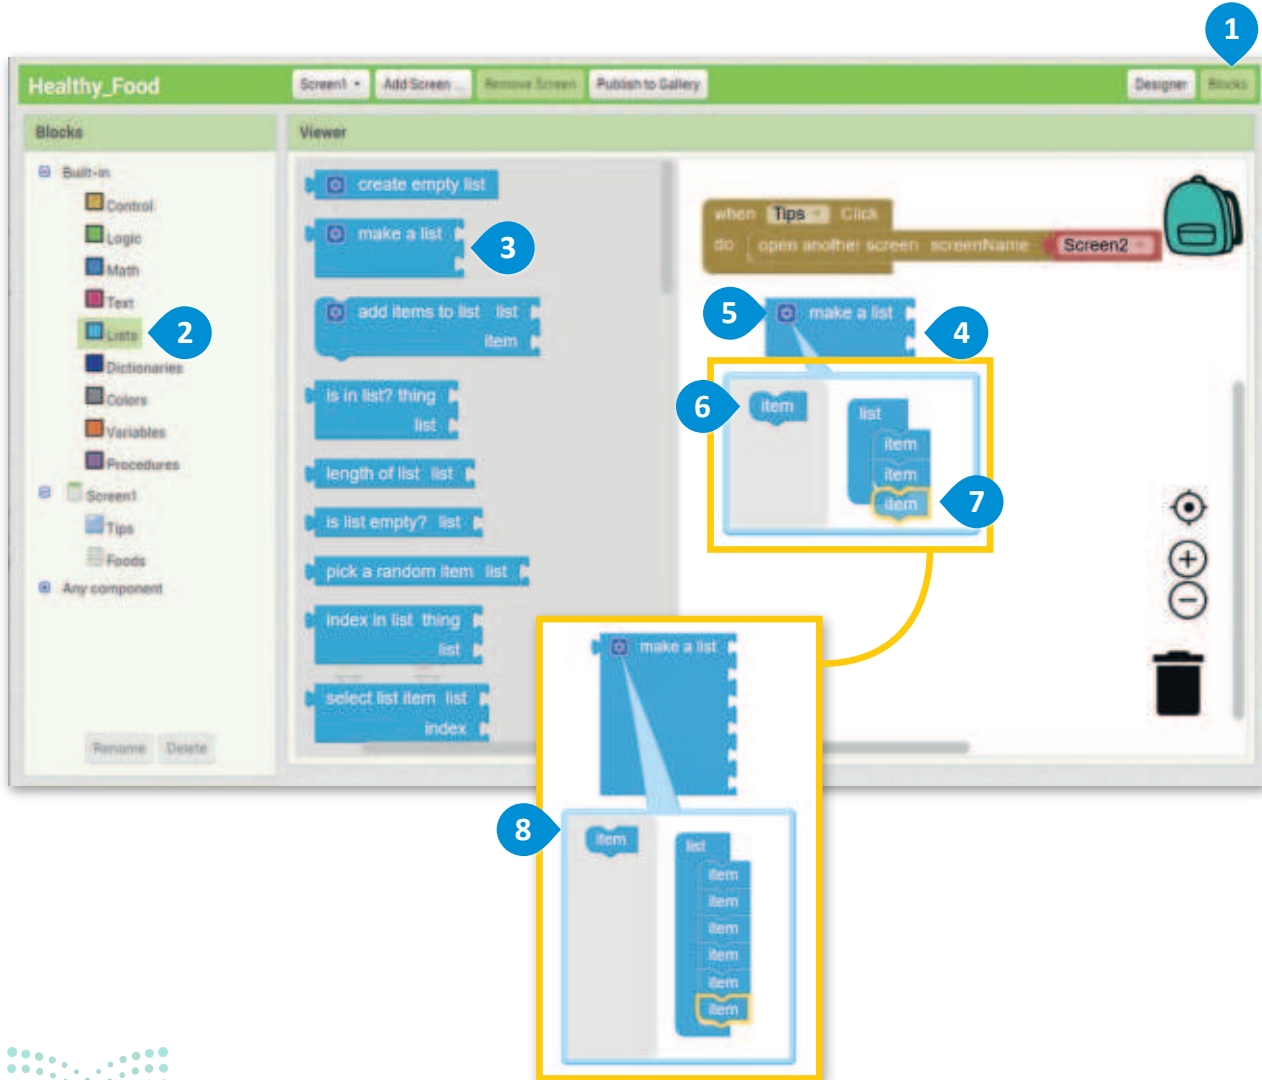 1
Healthy_Food
Screen1
Add Screen ...
Remove Screen
Publish to Gallery
Designer
Blocks
Blocks
Viewer
Built-in
Control
Logic
Math
Text
Lists
2
Dictionaries
Colors
Variables
Procedures
Screen1
Tips
Foods
Any component
Rename
Delete
create empty list
make a list
3
add items to list list
item
is in list? thing
list
length of list list
is list empty? list
pick a random item list
index in list thing
list
select list item list
index
when Tips Click
do open another screen screenName Screen2
5
make a list
4
6
item
list
item
item
item
7
make a list
8
item
list
item
item
item
item
item
item